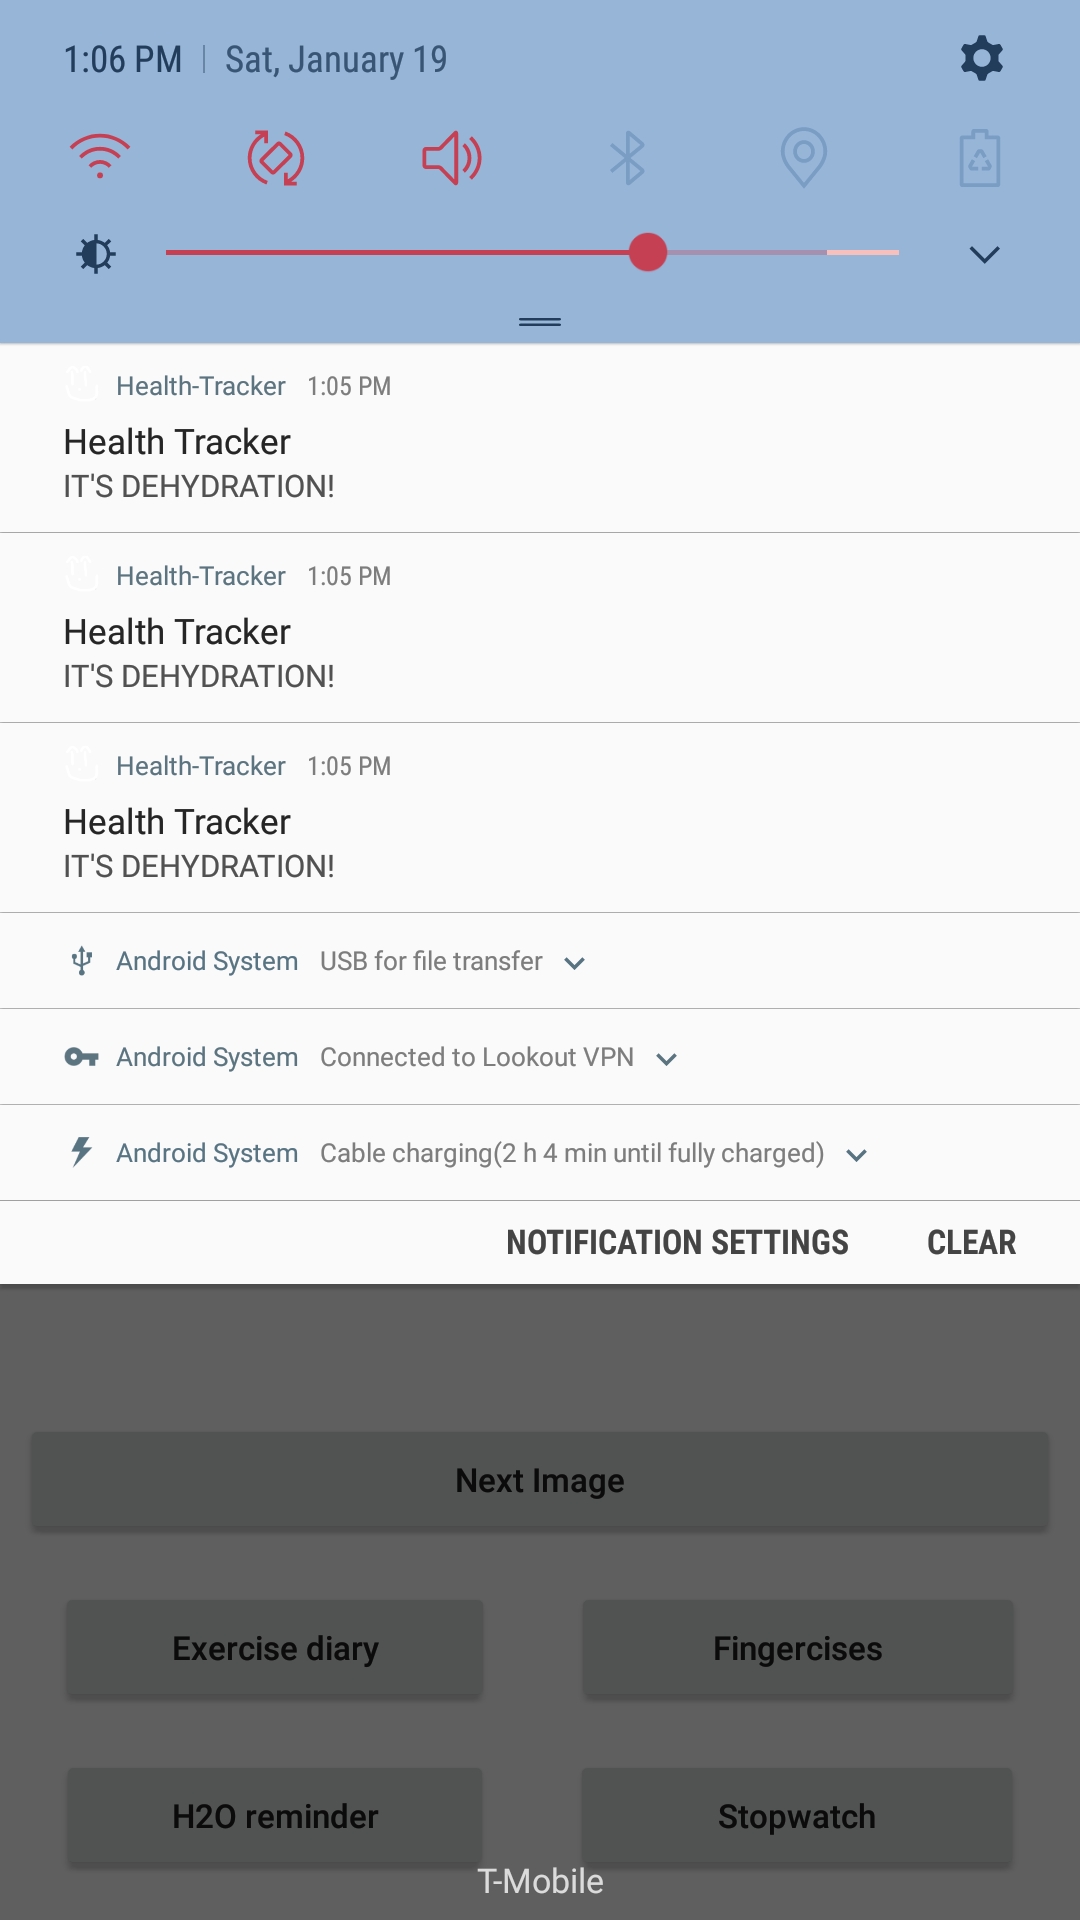 1:06 PM | Sat, January 19
Health-Tracker 1:05 PM
Health Tracker
IT'S DEHYDRATION!
Health-Tracker 1:05 PM
Health Tracker
IT'S DEHYDRATION!
Health-Tracker 1:05 PM
Health Tracker
IT'S DEHYDRATION!
Android System USB for file transfer
Android System Connected to Lookout VPN
Android System Cable charging(2 h 4 min until fully charged)
NOTIFICATION SETTINGS CLEAR
Next Image
Exercise diary Fingercises
H2O reminder Stopwatch
T-Mobile